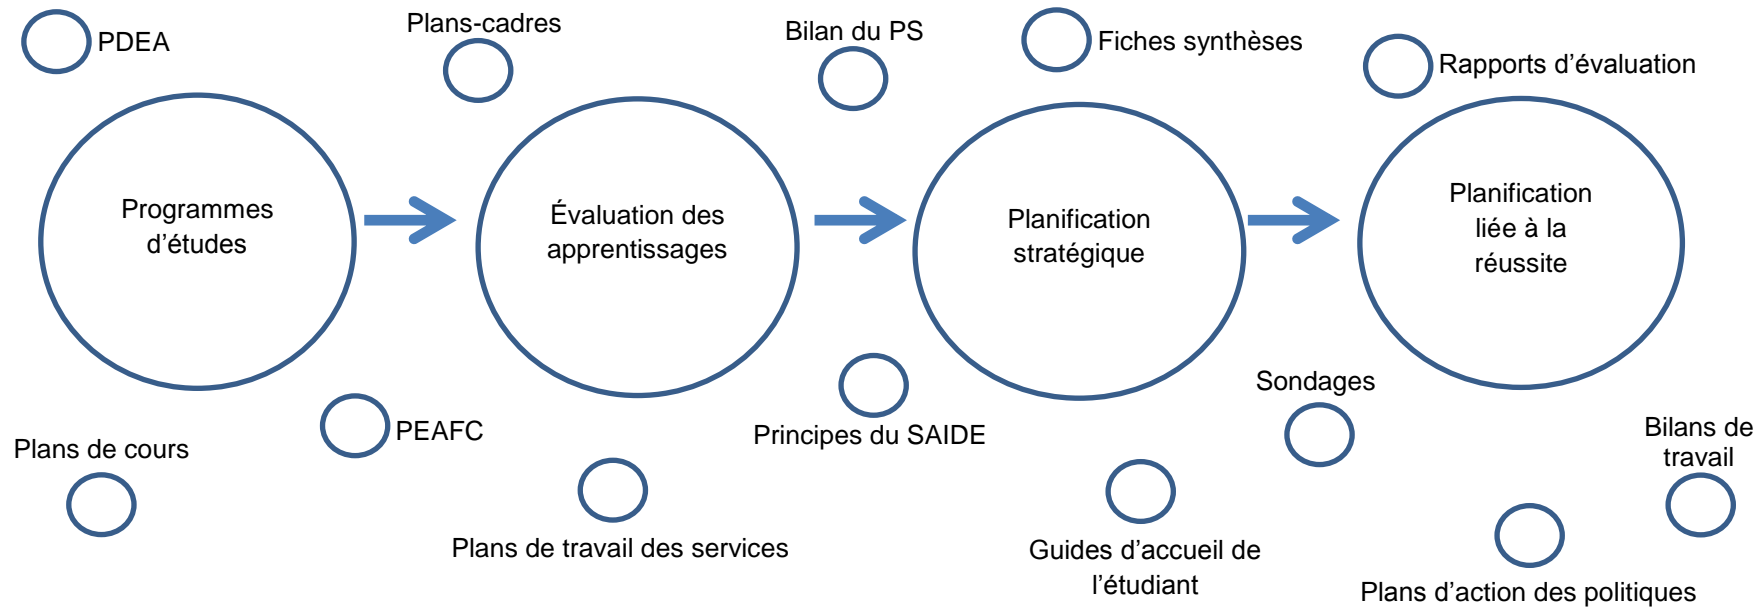 PDEA
Plans-cadres
Bilan du PS
Fiches synthèses
Rapports d’évaluation
Programmes
d’études
Évaluation des
apprentissages
Planification
stratégique
Planification
liée à la
réussite
Plans de cours
PEAFC
Plans de travail des services
Principes du SAIDE
Guides d’accueil de
l’étudiant
Sondages
Bilans de
travail
Plans d’action des politiques